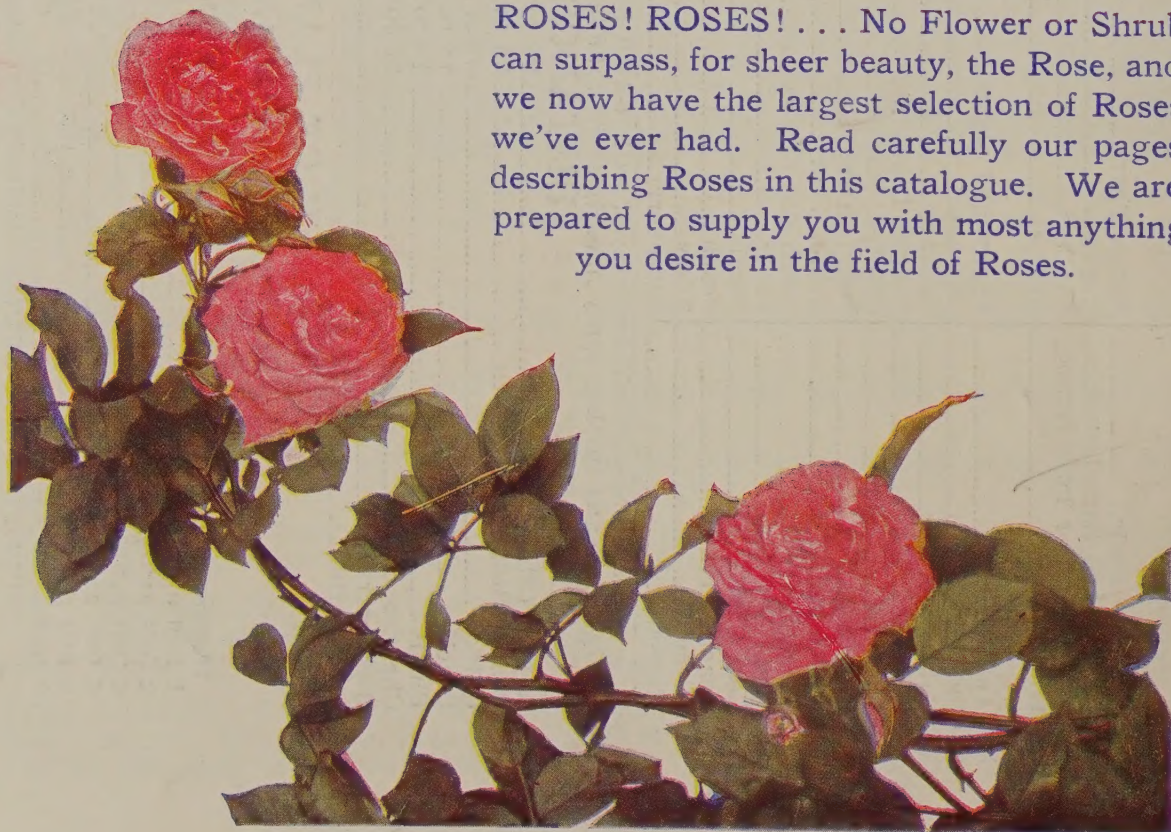 ROSES! ROSES! . . . No Flower or Shrub
can surpass, for sheer beauty, the Rose, and
we now have the largest selection of Roses
we've ever had. Read carefully our pages
describing Roses in this catalogue. We are
prepared to supply you with most anything
you desire in the field of Roses.